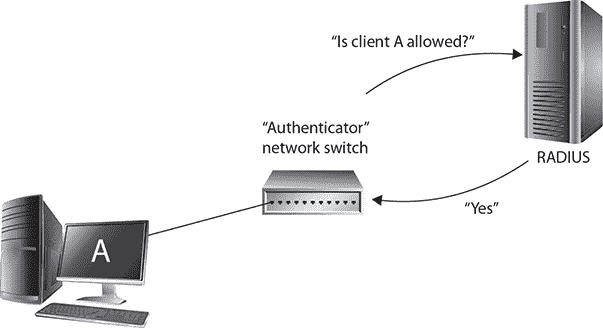 “Is client A allowed?”
“Authenticator”
network switch
RADIUS
“Yes”
A